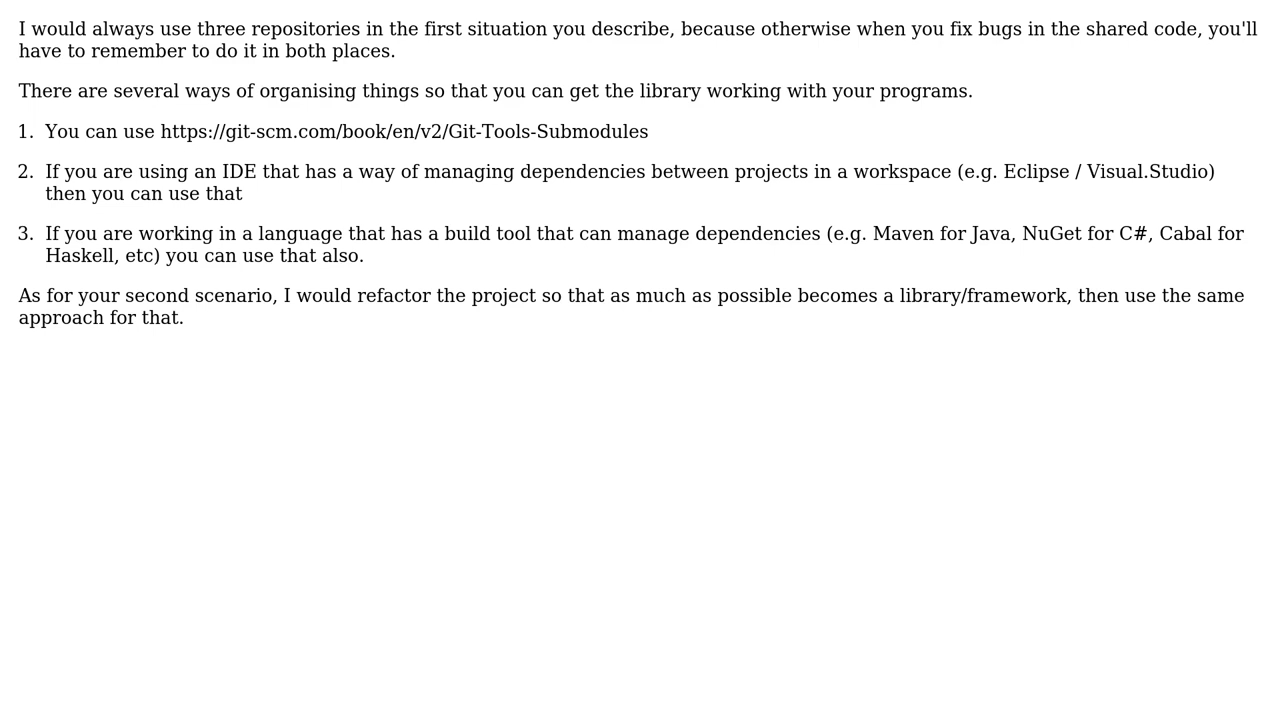 I would always use three repositories in the first situation you describe, because otherwise when you fix bugs in the shared code, you'll
have to remember to do it in both places.
There are several ways of organising things so that you can get the library working with your programs.
1. You can use https://git-scm.com/book/en/v2/Git-Tools-Submodules
2. If you are using an IDE that has a way of managing dependencies between projects in a workspace (e.g. Eclipse / Visual.Studio)
then you can use that
3. If you are working in a language that has a build tool that can manage dependencies (e.g. Maven for Java, NuGet for C#, Cabal for
Haskell, etc) you can use that also.
As for your second scenario, I would refactor the project so that as much as possible becomes a library/framework, then use the same
approach for that.